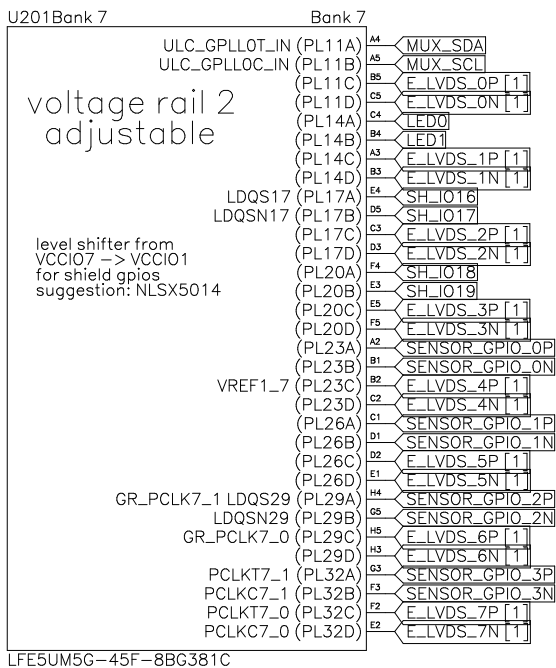 U201Bank 7 Bank 7
ULC_GPLL0T_IN (PL11A) A4 MUX_SDA
ULC_GPLL0C_IN (PL11B) A5 MUX_SCL
(PL11C) B5 E_LVDS_0P [1]
(PL11D) C5 E_LVDS_0N [1]
(PL14A) C4 LED0
(PL14B) B4 LED1
(PL14C) A3 E_LVDS_1P [1]
(PL14D) B3 E_LVDS_1N [1]
LDQS17 (PL17A) E4 SH_IO16
LDQSN17 (PL17B) D5 SH_IO17
(PL17C) C3 E_LVDS_2P [1]
(PL17D) D3 E_LVDS_2N [1]
(PL20A) F4 SH_IO18
(PL20B) E3 SH_IO19
(PL20C) E5 E_LVDS_3P [1]
(PL20D) F5 E_LVDS_3N [1]
(PL23A) A2 SENSOR_GPIO_0P
(PL23B) B1 SENSOR_GPIO_0N
VREF1_7 (PL23C) B2 E_LVDS_4P [1]
(PL23D) C2 E_LVDS_4N [1]
(PL26A) C1 SENSOR_GPIO_1P
(PL26B) D1 SENSOR_GPIO_1N
(PL26C) D2 E_LVDS_5P [1]
(PL26D) E1 E_LVDS_5N [1]
GR_PCLK7_1 LDQS29 (PL29A) H4 SENSOR_GPIO_2P
LDQSN29 (PL29B) G5 SENSOR_GPIO_2N
GR_PCLK7_0 (PL29C) H5 E_LVDS_6P [1]
(PL29D) H3 E_LVDS_6N [1]
PCLKT7_1 (PL32A) G3 SENSOR_GPIO_3P
PCLKC7_1 (PL32B) F3 SENSOR_GPIO_3N
PCLKT7_0 (PL32C) F2 E_LVDS_7P [1]
PCLKC7_0 (PL32D) E2 E_LVDS_7N [1]
voltage rail 2
adjustable
level shifter from
VCCIO7 -> VCCIO1
for shield gpios
suggestion: NLSX5014
LFE5UM5G-45F-8BG381C